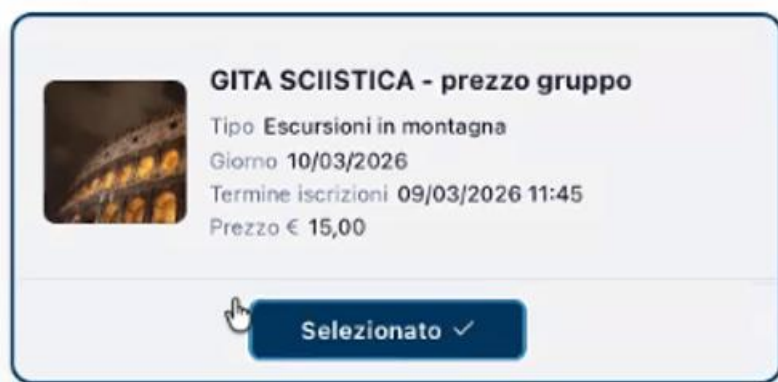 GITA SCIISTICA - prezzo gruppo
Tipo Escursioni in montagna
Giorno 10/03/2026
Termine iscrizioni 09/03/2026 11:45
Prezzo € 15,00
Selezionato ✓